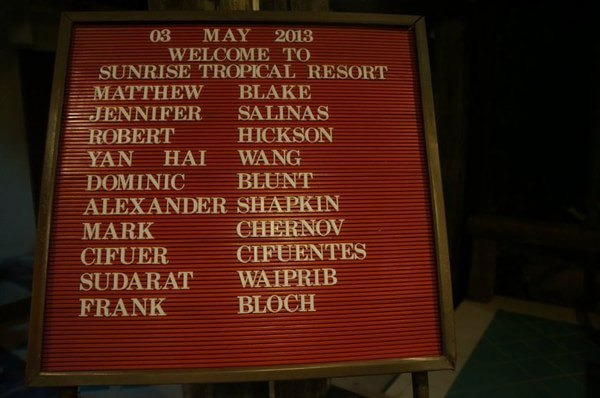 03 MAY 2013
WELCOME TO
SUNRISE TROPICAL RESORT
MATTHEW BLAKE
JENNIFER SALINAS
ROBERT HICKSON
YAN HAI WANG
DOMINIC BLUNT
ALEXANDER SHAPKIN
MARK CHERNOV
CIFUER CIFUENTES
SUDARAT WAIPRIB
FRANK BLOCH